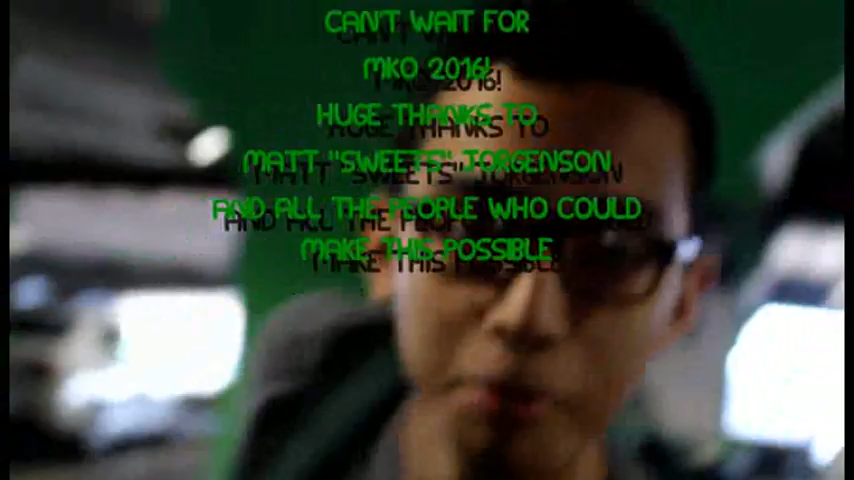 CAN'T WAIT FOR
MKO 2016!
HUGE THANKS TO
MATT "SWEETS" JORGENSON
AND ALL THE PEOPLE WHO COULD
MAKE THIS POSSIBLE